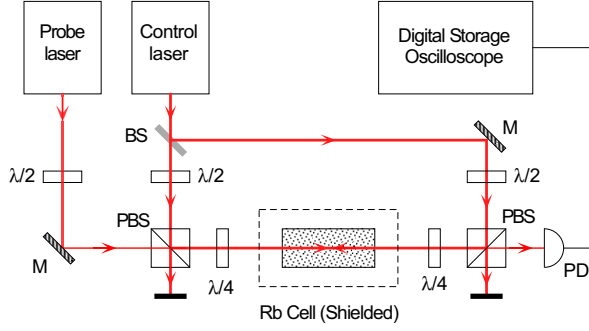 Probe
laser
Control
laser
Digital Storage
Oscilloscope
BS
M
λ/2
λ/2
λ/2
PBS
PBS
M
λ/4
λ/4
PD
Rb Cell (Shielded)